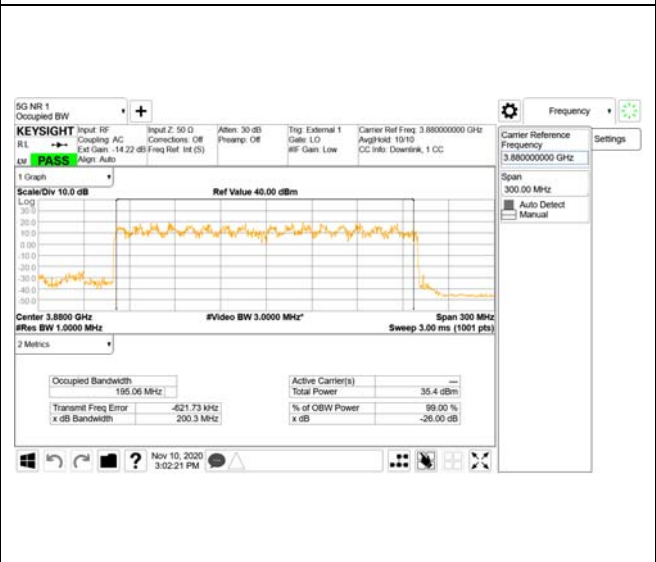 5G NR 1
Occupied BW
Frequency
KEYSIGHT
RL
PASS
Input: RF
Coupling: AC
Ext Gain: -14.22 dB
Align: Auto
Input Z: 50 Ω
Corrections: Off
Freq Ref: Int (S)
Atten: 30 dB
Preamp: Off
Trig: External 1
Gate: LO
#IF Gain: Low
Carrier Ref Freq: 3.880000000 GHz
Avg|Hold: 10/10
CC Info: Downlink, 1 CC
Carrier Reference
Frequency
3.880000000 GHz
Settings
Span
300.00 MHz
Auto Detect
Manual
1 Graph
Scale/Div 10.0 dB
Ref Value 40.00 dBm
Log
30.0
20.0
10.0
0.00
-10.0
-20.0
-30.0
-40.0
-50.0
Center 3.8800 GHz
#Video BW 3.0000 MHz*
Span 300 MHz
#Res BW 1.0000 MHz
Sweep 3.00 ms (1001 pts)
2 Metrics
Occupied Bandwidth
195.06 MHz
Active Carrier(s)
---
Total Power
35.4 dBm
Transmit Freq Error
-621.73 kHz
% of OBW Power
99.00 %
x dB Bandwidth
200.3 MHz
x dB
-26.00 dB
Nov 10, 2020
3:02:21 PM